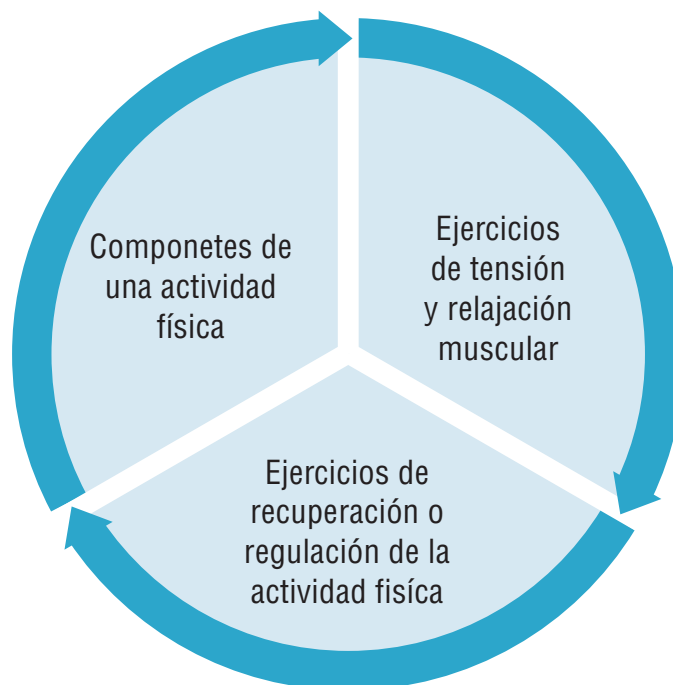 Componetes de
una actividad
física
Ejercicios
de tensión
y relajación
muscular
Ejercicios de
recuperación o
regulación de la
actividad fisíca